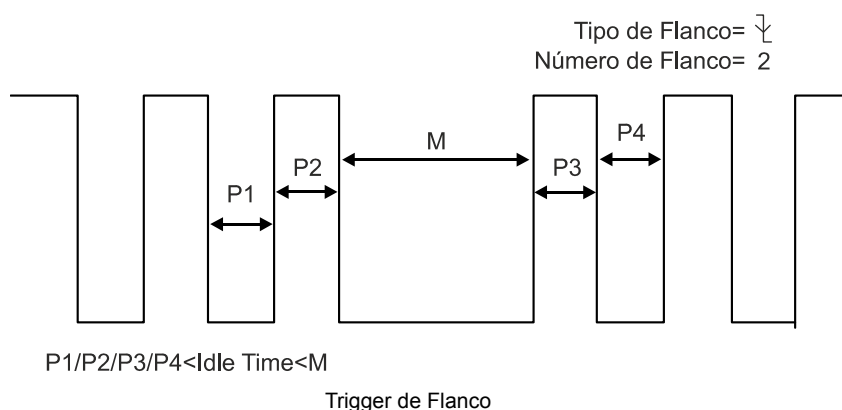 Tipo de Flanco=
Número de Flanco= 2
P1
P2
M
P3
P4
P1/P2/P3/P4<Idle Time<M
Trigger de Flanco